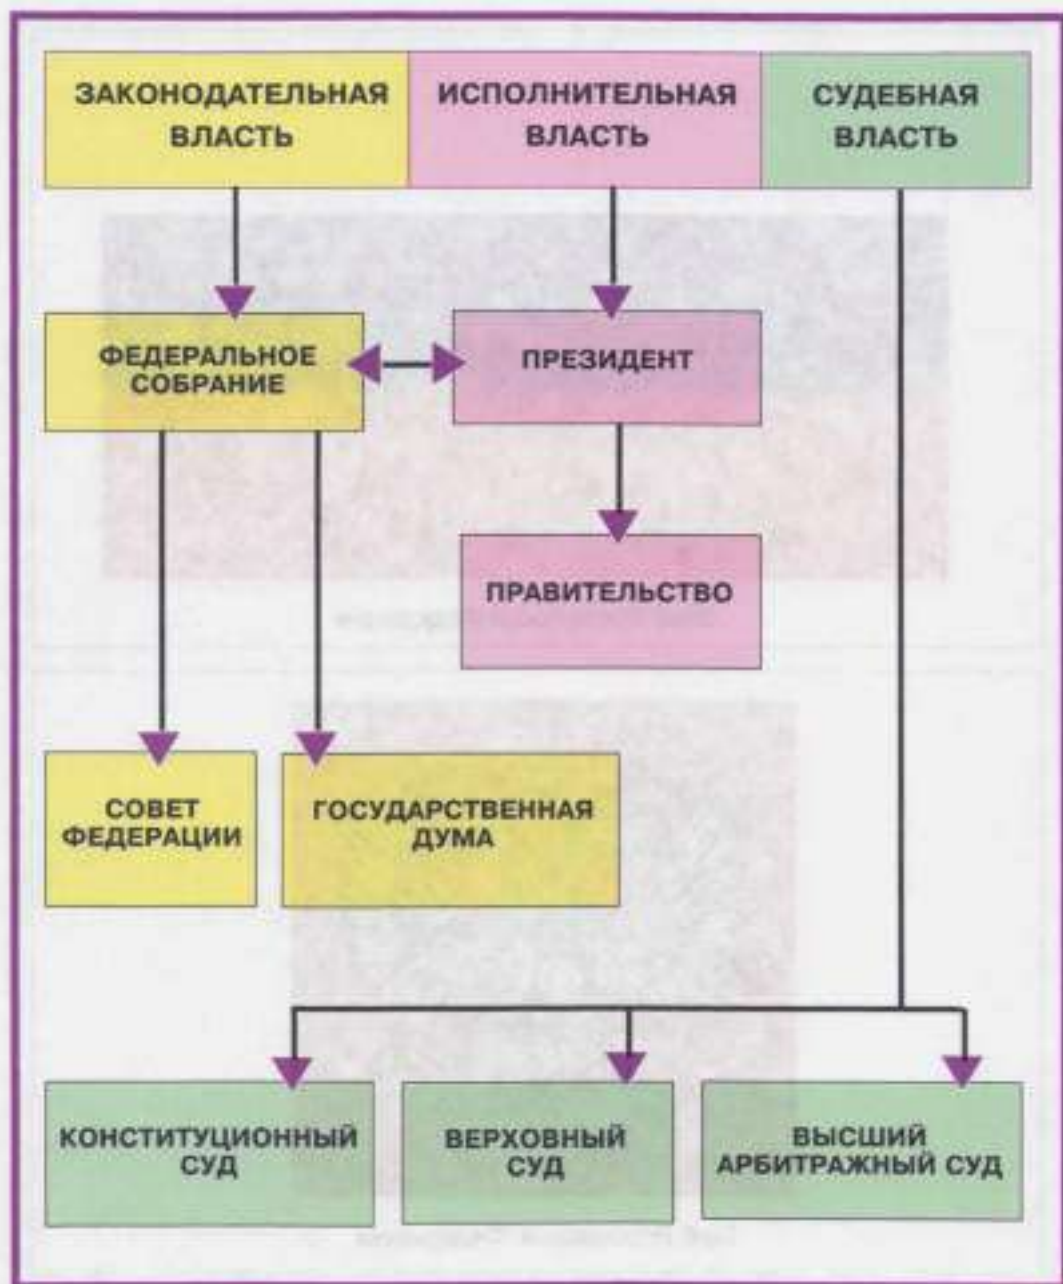 ЗАКОНОДАТЕЛЬНАЯ
ВЛАСТЬ
ИСПОЛНИТЕЛЬНАЯ
ВЛАСТЬ
СУДЕБНАЯ
ВЛАСТЬ
ФЕДЕРАЛЬНОЕ
СОБРАНИЕ
ПРЕЗИДЕНТ
ПРАВИТЕЛЬСТВО
СОВЕТ
ФЕДЕРАЦИИ
ГОСУДАРСТВЕННАЯ
ДУМА
КОНСТИТУЦИОННЫЙ
СУД
ВЕРХОВНЫЙ
СУД
ВЫСШИЙ
АРБИТРАЖНЫЙ СУД